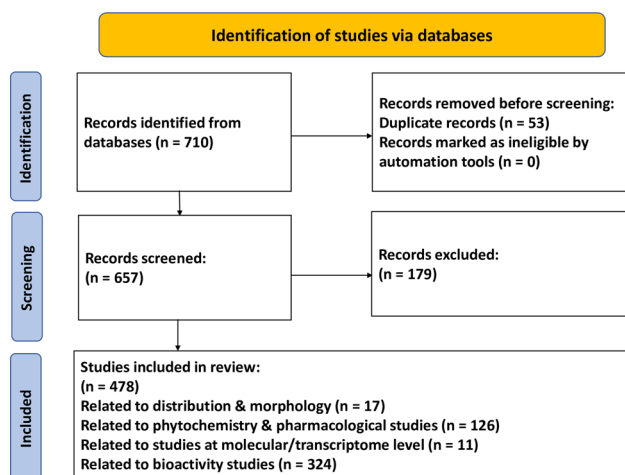 Identification of studies via databases
Identification
Records identified from
databases (n = 710)
Records removed before screening:
Duplicate records (n = 53)
Records marked as ineligible by
automation tools (n = 0)
Screening
Records screened:
(n = 657)
Records excluded:
(n = 179)
Included
Studies included in review:
(n = 478)
Related to distribution & morphology (n = 17)
Related to phytochemistry & pharmacological studies (n = 126)
Related to studies at molecular/transcriptome level (n = 11)
Related to bioactivity studies (n = 324)